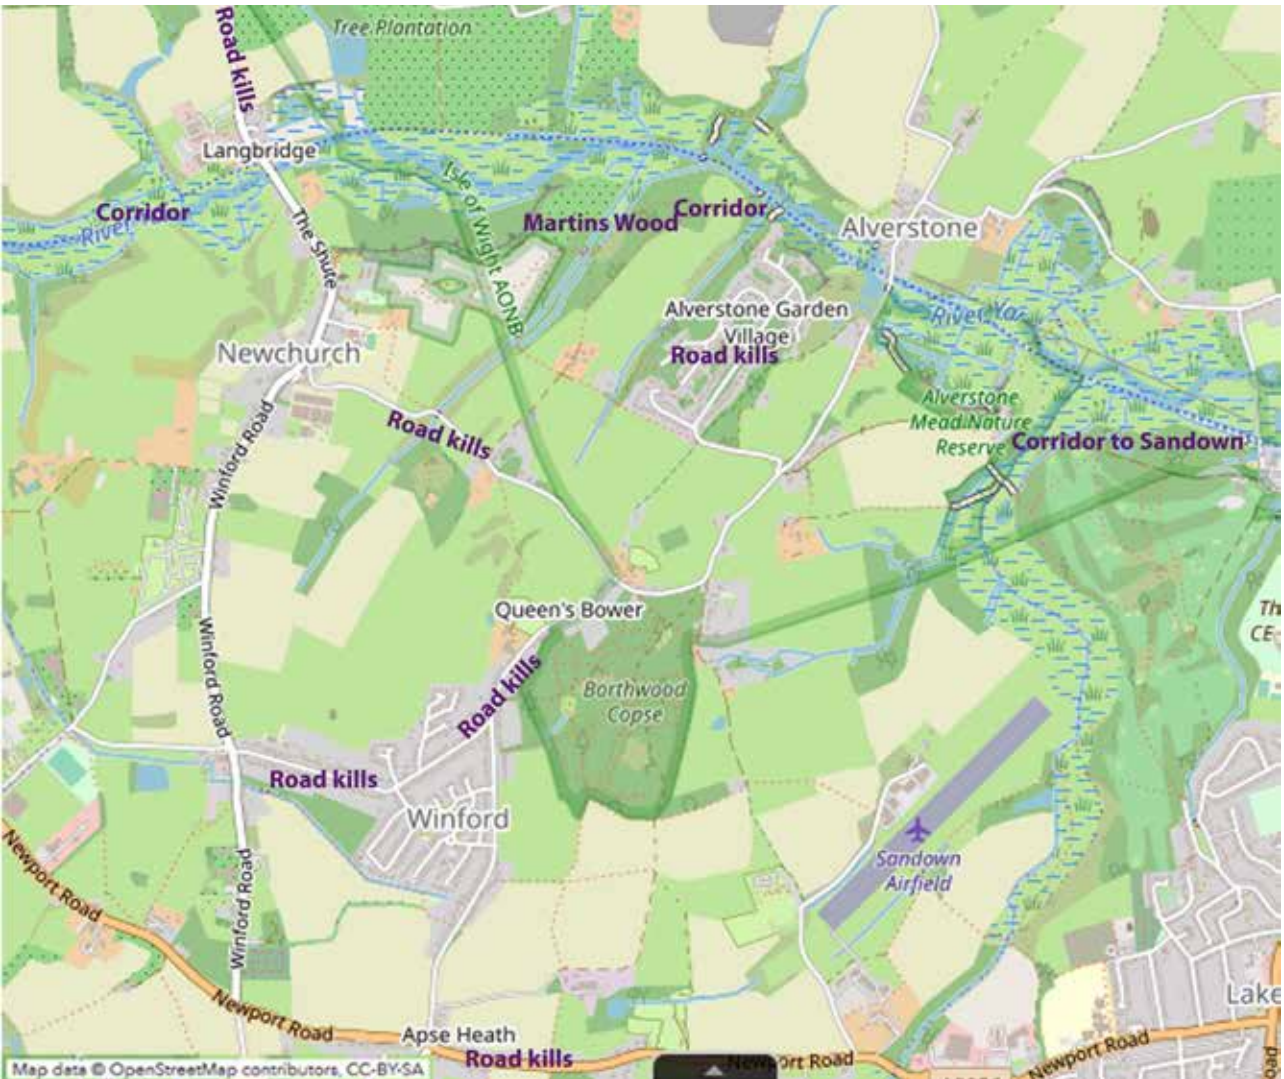 Road kills
Tree Plantation
Langbridge
Corridor
River
The Shute
Isle of Wight AONB
Martins Wood
Corridor
Alverstone
Alverstone Garden
Village
Road kills
River Ya
Newchurch
Winford Road
Road kills
Alverstone
Mead Nature
Reserve
Corridor to Sandown
Queen's Bower
Th
CE
Winford Road
Road kills
Borthwood
Copse
Road kills
Winford
Sandown
Airfield
Newport Road
Winford Road
Newport Road
Lake
Apse Heath
Road kills
Newport Road
Newport Road
Map data © OpenStreetMap contributors, CC-BY-SA